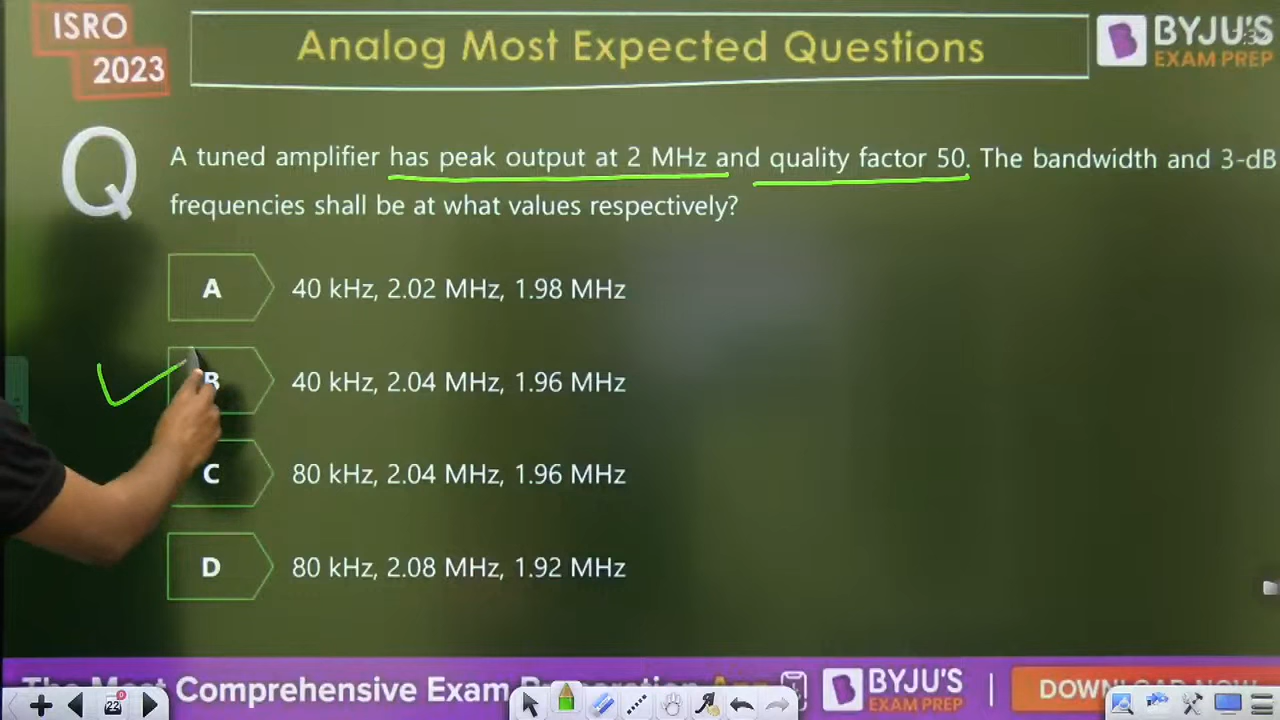 ISRO
2023
Analog Most Expected Questions
BYJU'S
EXAM PREP
Q
A tuned amplifier has peak output at 2 MHz and quality factor 50. The bandwidth and 3-dB
frequencies shall be at what values respectively?
A 40 kHz, 2.02 MHz, 1.98 MHz
B 40 kHz, 2.04 MHz, 1.96 MHz
C 80 kHz, 2.04 MHz, 1.96 MHz
D 80 kHz, 2.08 MHz, 1.92 MHz
Most Comprehensive Exam
BYJU'S
EXAM PREP
22